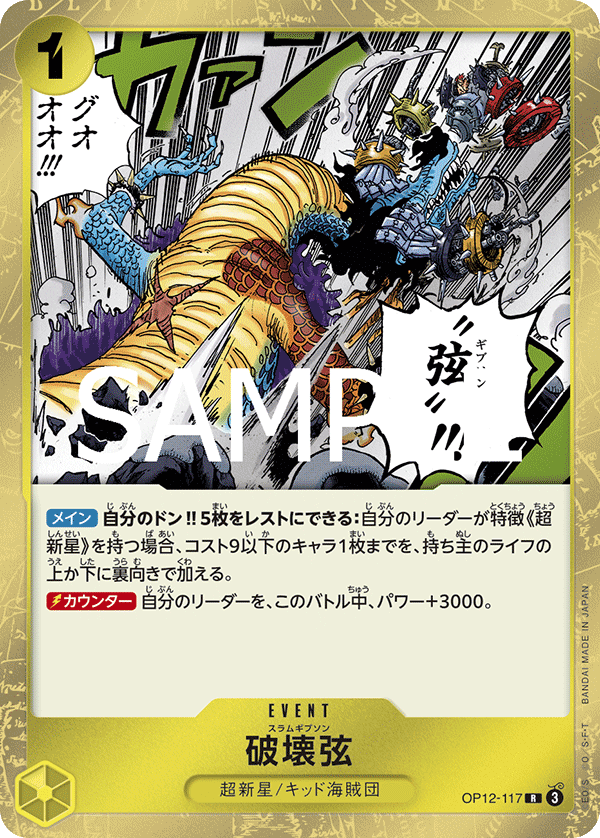 1
ガァン
グオオオ!!!
ギブソン
〝弦〟!!!
SAMPLE
メイン 自分のドン!!5枚をレストにできる:自分のリーダーが特徴《超
新星》を持つ場合、コスト9以下のキャラ1枚までを、持ち主のライフの
上か下に裏向きで加える。
カウンター 自分のリーダーを、このバトル中、パワー+3000。
EVENT
スラムギブソン
破壊弦
超新星/キッド海賊団
OP12-117 R 3
BANDAI MADE IN JAPAN